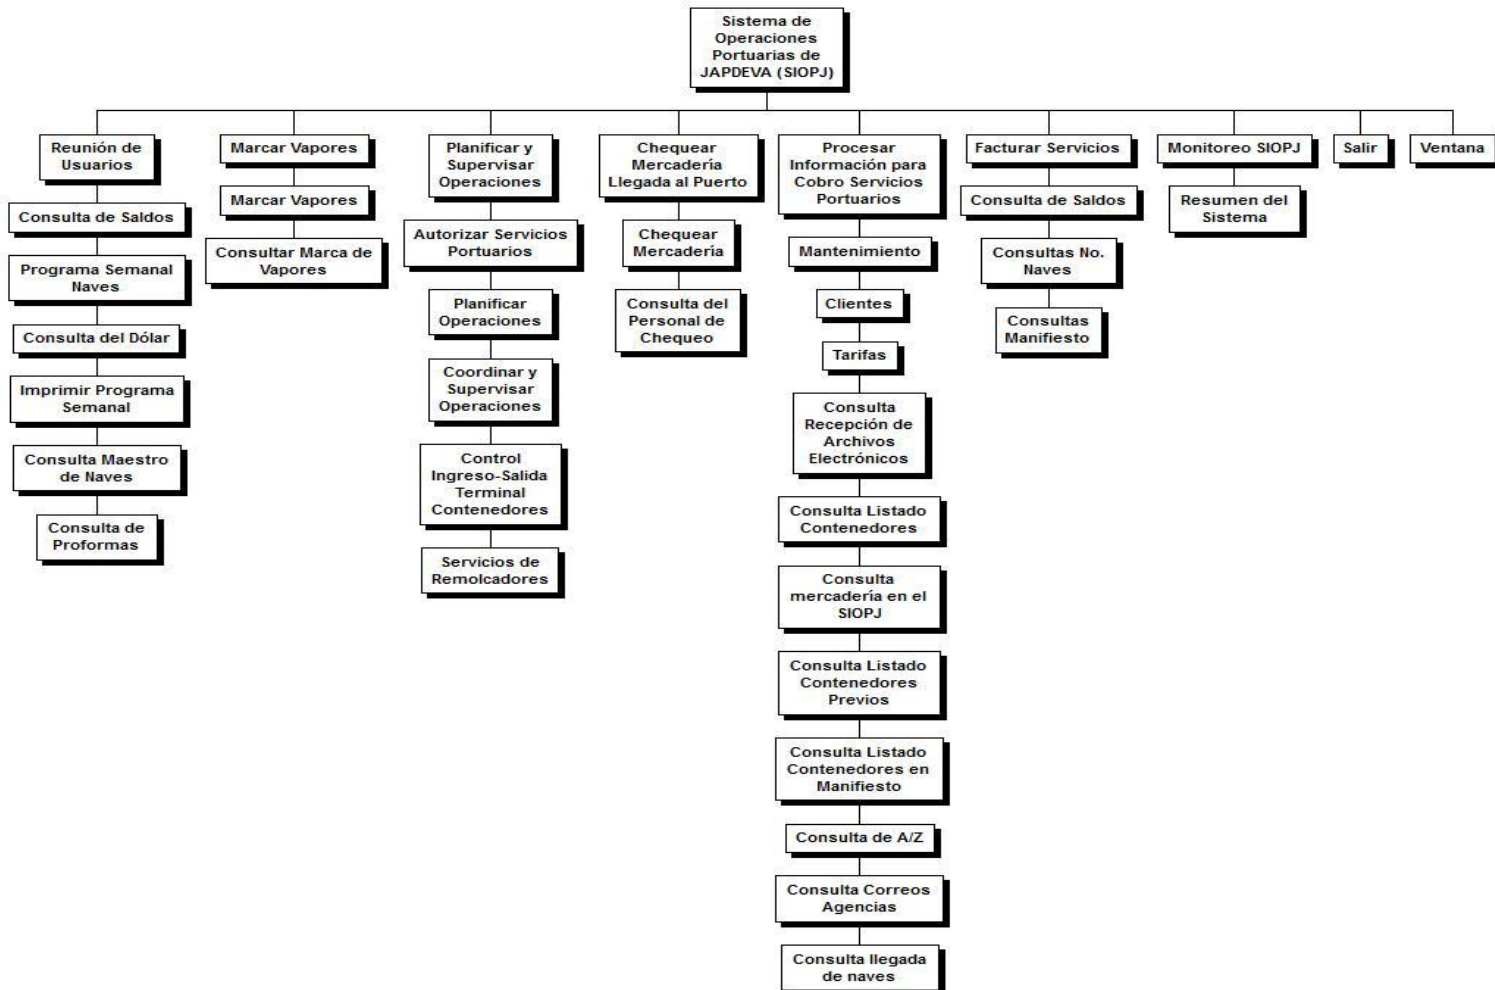 Sistema de
Operaciones
Portuarias de
JAPDEVA (SIOPJ)
Reunión de
Usuarios
Consulta de Saldos
Programa Semanal
Naves
Consulta del Dólar
Imprimir Programa
Semanal
Consulta Maestro
de Naves
Consulta de
Proformas
Marcar Vapores
Marcar Vapores
Consultar Marca de
Vapores
Planificar y
Supervisar
Operaciones
Autorizar Servicios
Portuarios
Planificar
Operaciones
Coordinar y
Supervisar
Operaciones
Control
Ingreso-Salida
Terminal
Contenedores
Servicios de
Remolcadores
Chequear
Mercadería
Llegada al Puerto
Chequear
Mercadería
Consulta del
Personal de
Chequeo
Procesar
Información para
Cobro Servicios
Portuarios
Mantenimiento
Clientes
Tarifas
Consulta
Recepción de
Archivos
Electrónicos
Consulta Listado
Contenedores
Consulta
mercadería en el
SIOPJ
Consulta Listado
Contenedores
Previos
Consulta Listado
Contenedores en
Manifiesto
Consulta de A/Z
Consulta Correos
Agencias
Consulta llegada
de naves
Facturar Servicios
Consulta de Saldos
Consultas No.
Naves
Consultas
Manifiesto
Monitoreo SIOPJ
Resumen del
Sistema
Salir
Ventana